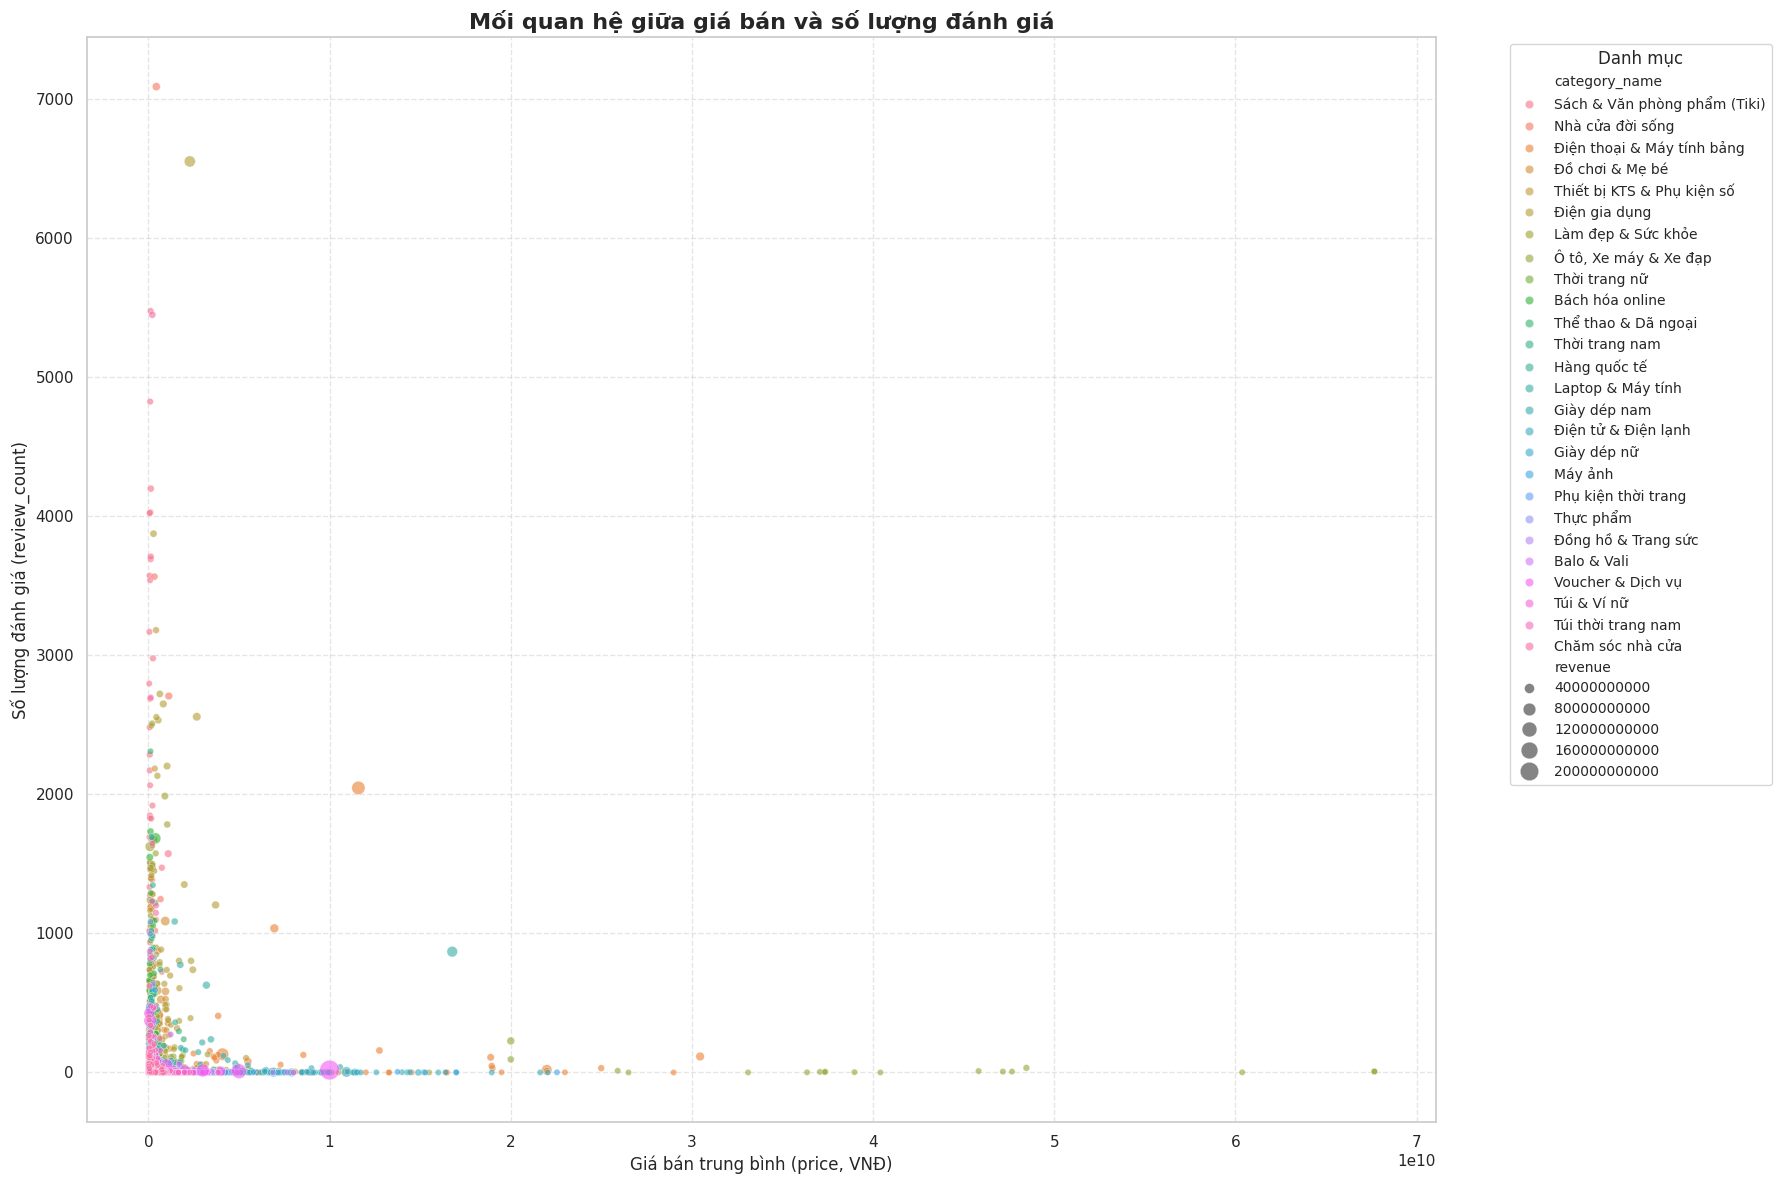 Mối quan hệ giữa giá bán và số lượng đánh giá
Số lượng đánh giá (review_count)
7000
6000
5000
4000
3000
2000
1000
0
0 1 2 3 4 5 6 7
1e10
Giá bán trung bình (price, VNĐ)
Danh mục
category_name
Sách & Văn phòng phẩm (Tiki)
Nhà cửa đời sống
Điện thoại & Máy tính bảng
Đồ chơi & Mẹ bé
Thiết bị KTS & Phụ kiện số
Điện gia dụng
Làm đẹp & Sức khỏe
Ô tô, Xe máy & Xe đạp
Thời trang nữ
Bách hóa online
Thể thao & Dã ngoại
Thời trang nam
Hàng quốc tế
Laptop & Máy tính
Giày dép nam
Điện tử & Điện lạnh
Giày dép nữ
Máy ảnh
Phụ kiện thời trang
Thực phẩm
Đồng hồ & Trang sức
Balo & Vali
Voucher & Dịch vụ
Túi & Ví nữ
Túi thời trang nam
Chăm sóc nhà cửa
revenue
40000000000
80000000000
120000000000
160000000000
200000000000